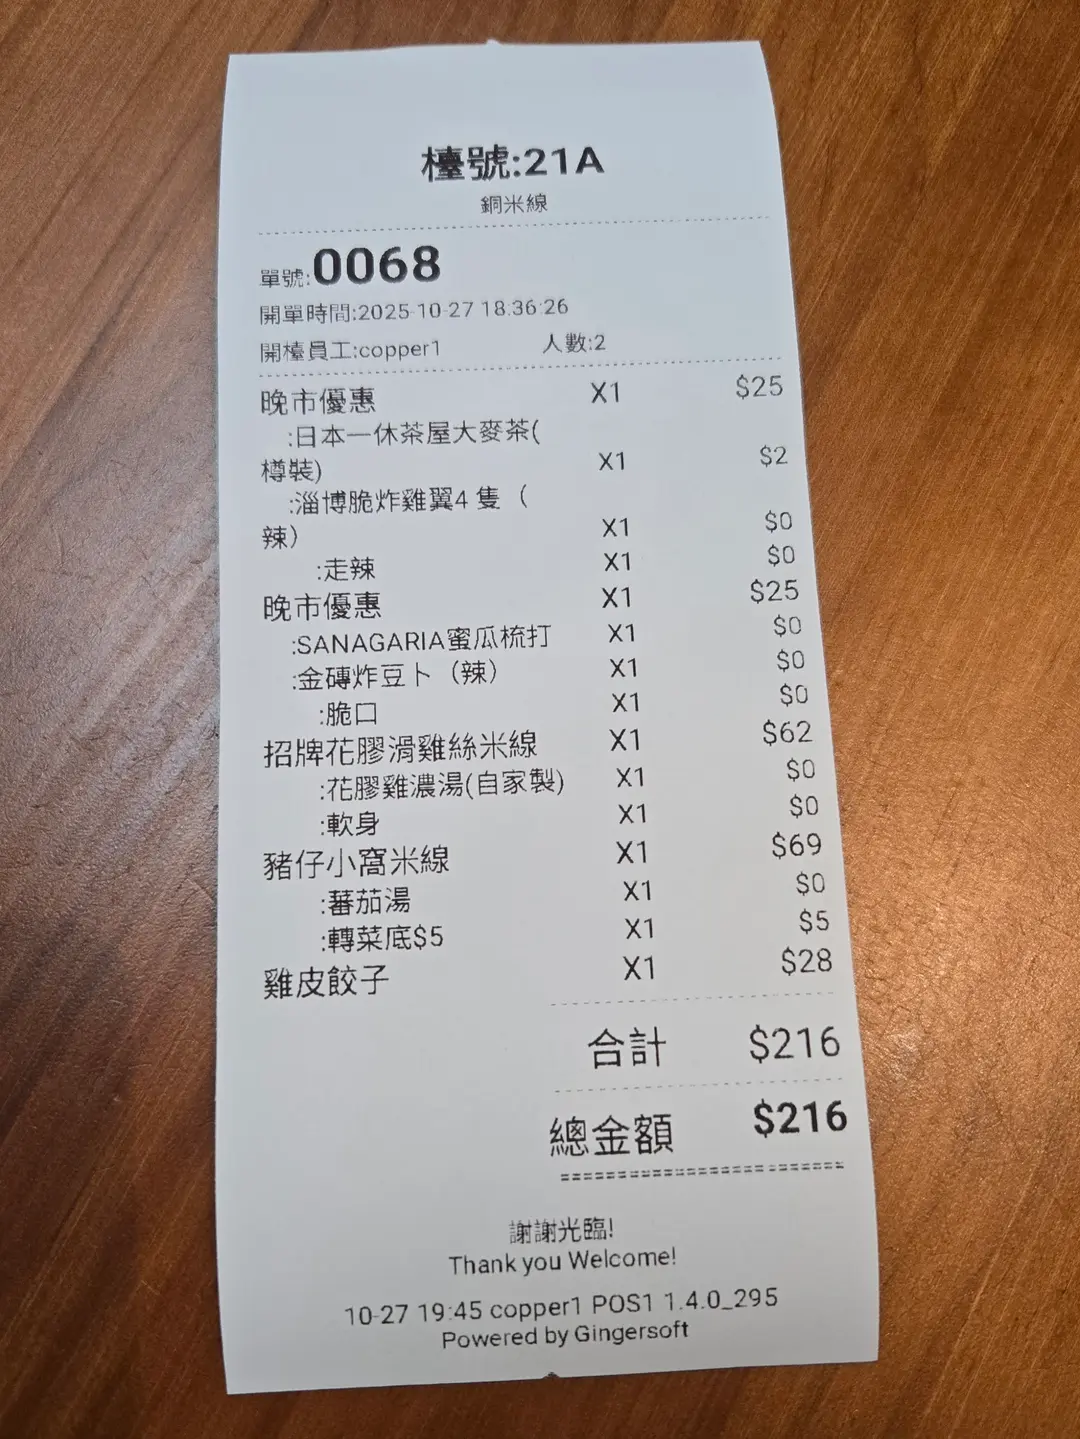 檯號:21A
銅米線
單號:0068
開單時間:2025-10-27 18:36:26
開檯員工:copper1 人數:2
晚市優惠 X1 $25
:日本一休茶屋大麥茶(
樽裝) X1 $2
:淄博脆炸雞翼4 隻（
辣） X1 $0
:走辣 X1 $0
晚市優惠 X1 $25
:SANAGARIA蜜瓜梳打 X1 $0
:金磚炸豆卜（辣） X1 $0
:脆口 X1 $0
招牌花膠滑雞絲米線 X1 $62
:花膠雞濃湯(自家製) X1 $0
:軟身 X1 $0
豬仔小窩米線 X1 $69
:蕃茄湯 X1 $0
:轉菜底$5 X1 $5
雞皮餃子 X1 $28
合計 $216
總金額 $216
謝謝光臨!
Thank you Welcome!
10-27 19:45 copper1 POS1 1.4.0_295
Powered by Gingersoft